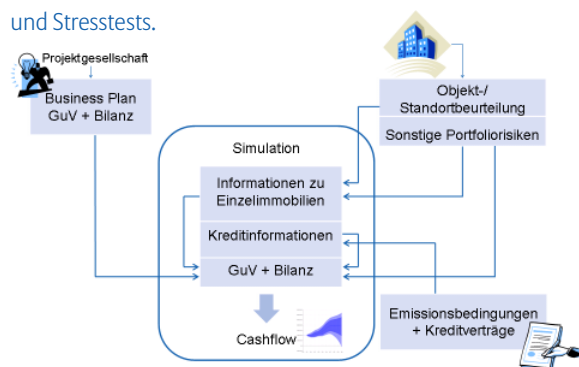 und Stresstests.
Projektgesellschaft
Business Plan
GuV + Bilanz
Objekt-/
Standortbeurteilung
Sonstige Portfoliorisiken
Simulation
Informationen zu
Einzelimmobilien
Kreditinformationen
GuV + Bilanz
Cashflow
Emissionsbedingungen
+ Kreditverträge